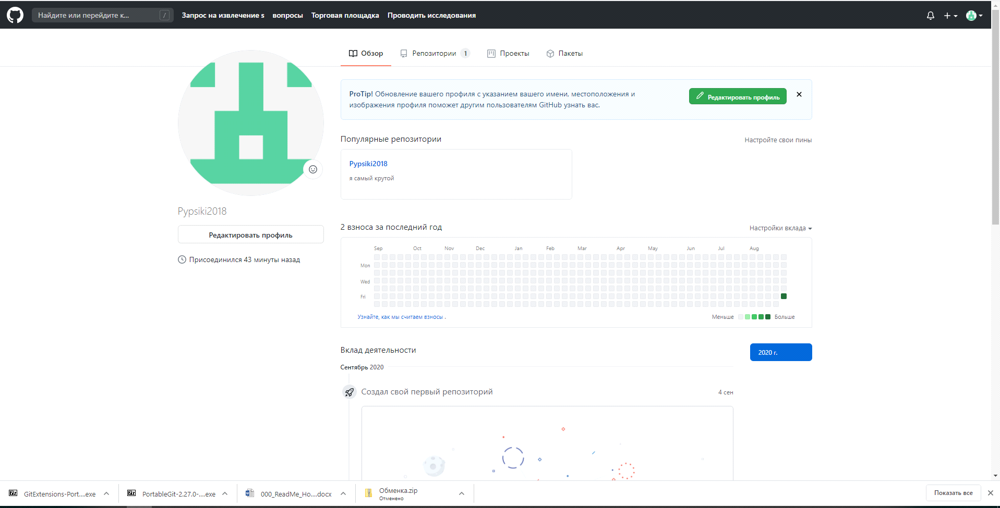 Найдите или перейдите к... /
Запрос на извлечение s вопросы Торговая площадка Проводить исследования
Обзор Репозитории 1 Проекты Пакеты
ProTip! Обновление вашего профиля с указанием вашего имени, местоположения и
изображения профиля поможет другим пользователям GitHub узнать вас.
Редактировать профиль
Популярные репозитории
Настройте свои пины
Pypsiki2018
я самый крутой
Pypsiki2018
Редактировать профиль
Присоединился 43 минуты назад
2 взноса за последний год
Настройки вклада
Sep Oct Nov Dec Jan Feb Mar Apr May Jun Jul Aug
Mon
Wed
Fri
Узнайте, как мы считаем взносы .
Меньше Больше
Вклад деятельности
2020 г.
Сентябрь 2020
Создал свой первый репозиторий
4 сен
GitExtensions-Port....exe
PortableGit-2.27.0-....exe
000_ReadMe_Ho....docx
Обменка.zip
Отменено
Показать все